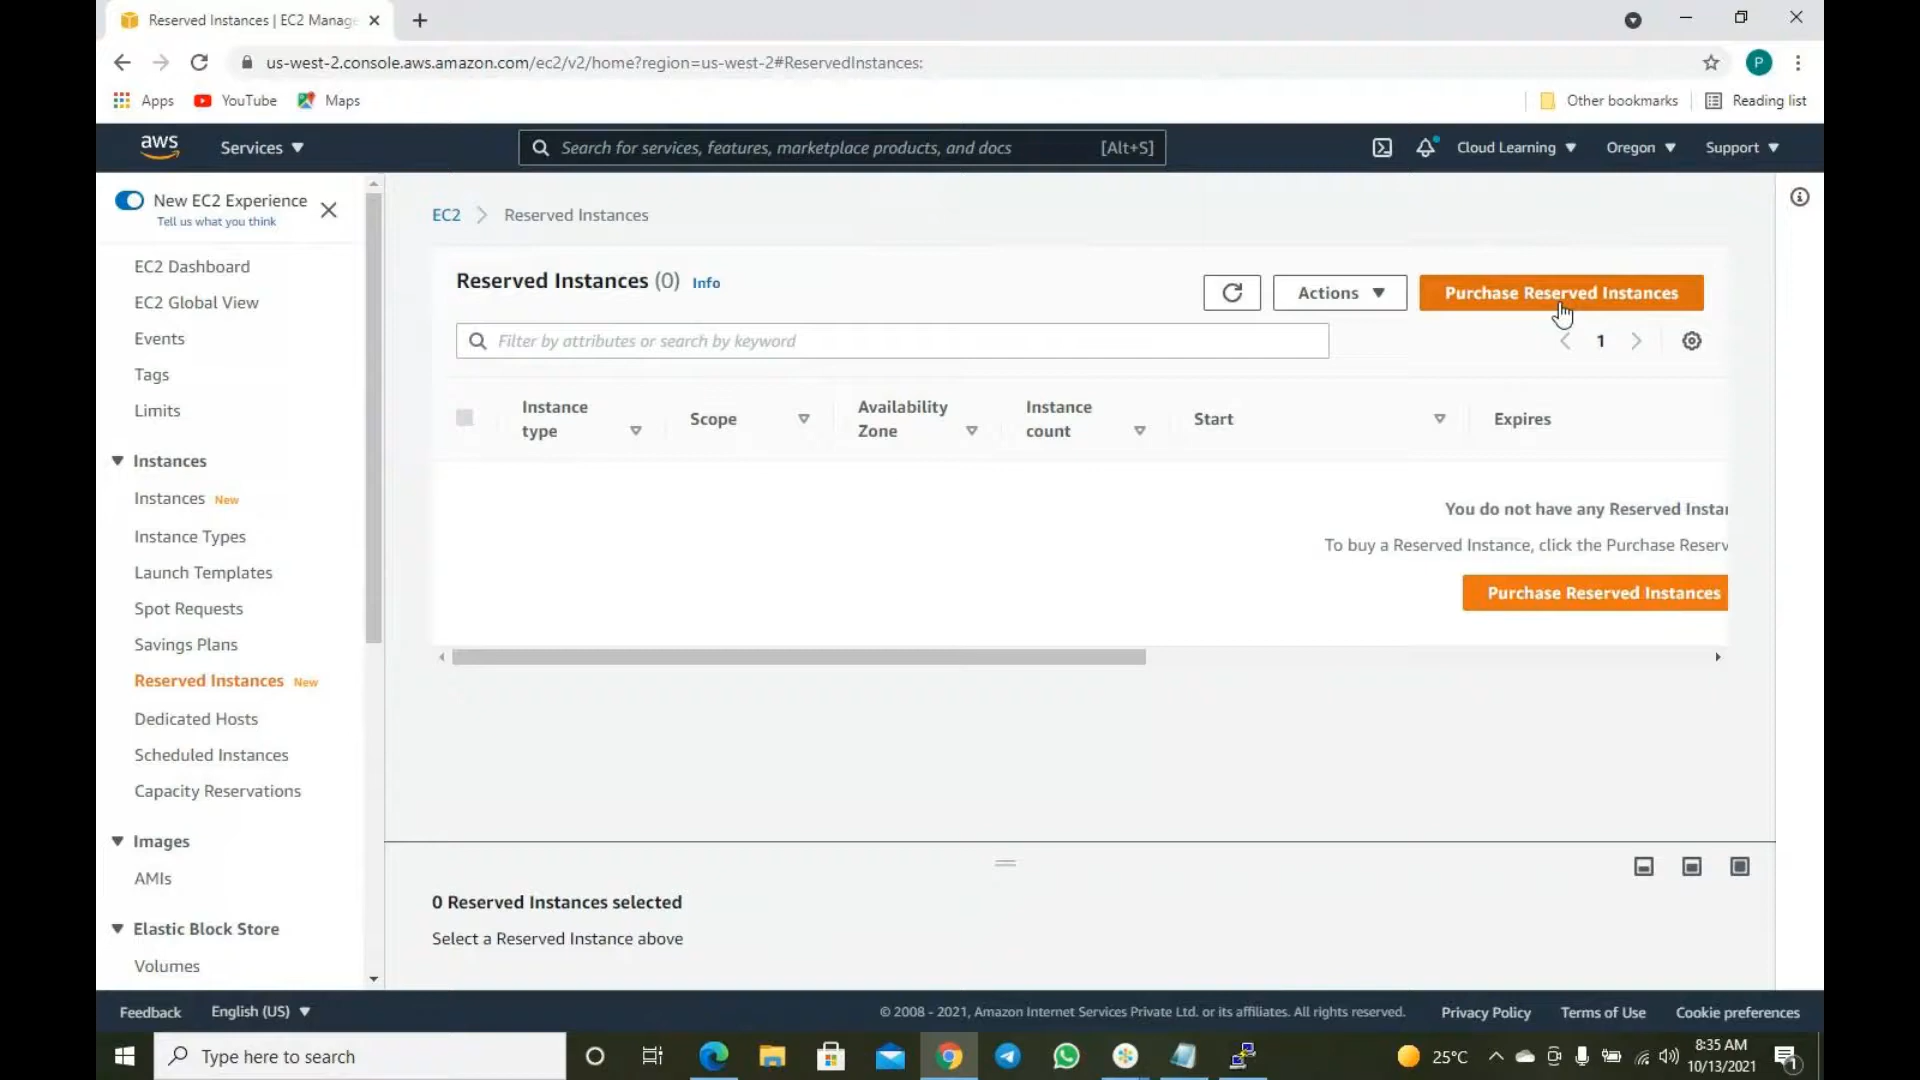 Reserved Instances | EC2 Manage
us-west-2.console.aws.amazon.com/ec2/v2/home?region=us-west-2#ReservedInstances:
P
Apps
YouTube
Maps
Other bookmarks
Reading list
aws
Services
Search for services, features, marketplace products, and docs
[Alt+S]
Cloud Learning
Oregon
Support
New EC2 Experience
Tell us what you think
EC2 Dashboard
EC2 Global View
Events
Tags
Limits
Instances
Instances New
Instance Types
Launch Templates
Spot Requests
Savings Plans
Reserved Instances New
Dedicated Hosts
Scheduled Instances
Capacity Reservations
Images
AMIs
Elastic Block Store
Volumes
EC2 > Reserved Instances
Reserved Instances (0) Info
Actions
Purchase Reserved Instances
Filter by attributes or search by keyword
1
Instance
type
Scope
Availability
Zone
Instance
count
Start
Expires
You do not have any Reserved Instan
To buy a Reserved Instance, click the Purchase Reserv
Purchase Reserved Instances
0 Reserved Instances selected
Select a Reserved Instance above
Feedback
English (US)
© 2008 - 2021, Amazon Internet Services Private Ltd. or its affiliates. All rights reserved.
Privacy Policy
Terms of Use
Cookie preferences
Type here to search
25°C
8:35 AM
10/13/2021
1